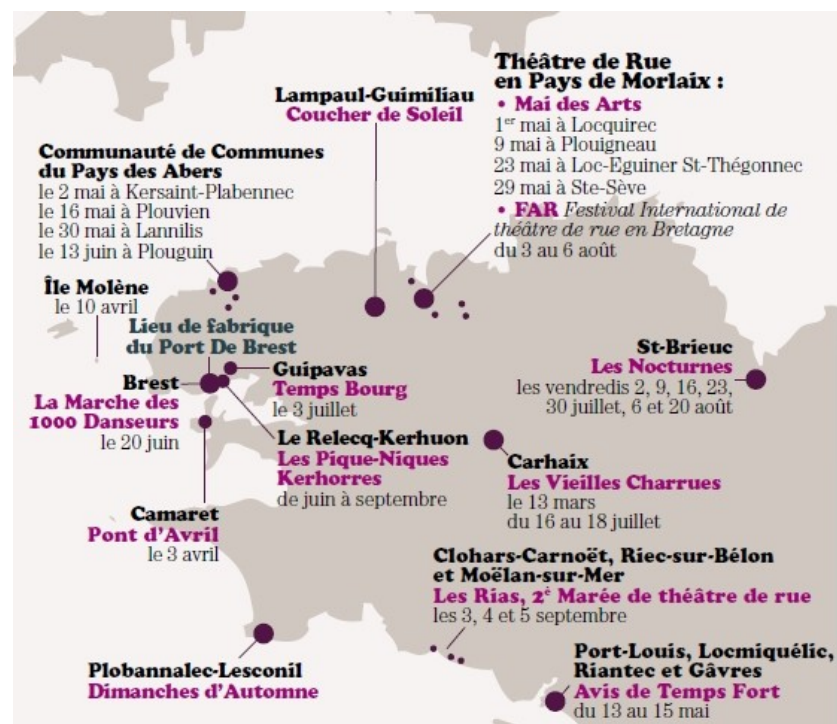 Théâtre de Rue
en Pays de Morlaix :
• Mai des Arts
1er mai à Locquirec
9 mai à Plouigneau
23 mai à Loc-Eguiner St-Thégonnec
29 mai à Ste-Sève
• FAR Festival International de
théâtre de rue en Bretagne
du 3 au 6 août
Lampaul-Guimiliau
Coucher de Soleil
Communauté de Communes
du Pays des Abers
le 2 mai à Kersaint-Plabennec
le 16 mai à Plouvien
le 30 mai à Lannilis
le 13 juin à Plouguin
Île Molène
le 10 avril
Lieu de fabrique
du Port De Brest
Brest
La Marche des
1000 Danseurs
le 20 juin
Guipavas
Temps Bourg
le 3 juillet
Le Relecq-Kerhuon
Les Pique-Niques
Kerhorres
de juin à septembre
St-Brieuc
Les Nocturnes
les vendredis 2, 9, 16, 23,
30 juillet, 6 et 20 août
Carhaix
Les Vieilles Charrues
le 13 mars
du 16 au 18 juillet
Camaret
Pont d'Avril
le 3 avril
Clohars-Carnoët, Riec-sur-Bélon
et Moëlan-sur-Mer
Les Rias, 2è Marée de théâtre de rue
les 3, 4 et 5 septembre
Plobannalec-Lesconil
Dimanches d'Automne
Port-Louis, Locmiquélic,
Riantec et Gâvres
Avis de Temps Fort
du 13 au 15 mai